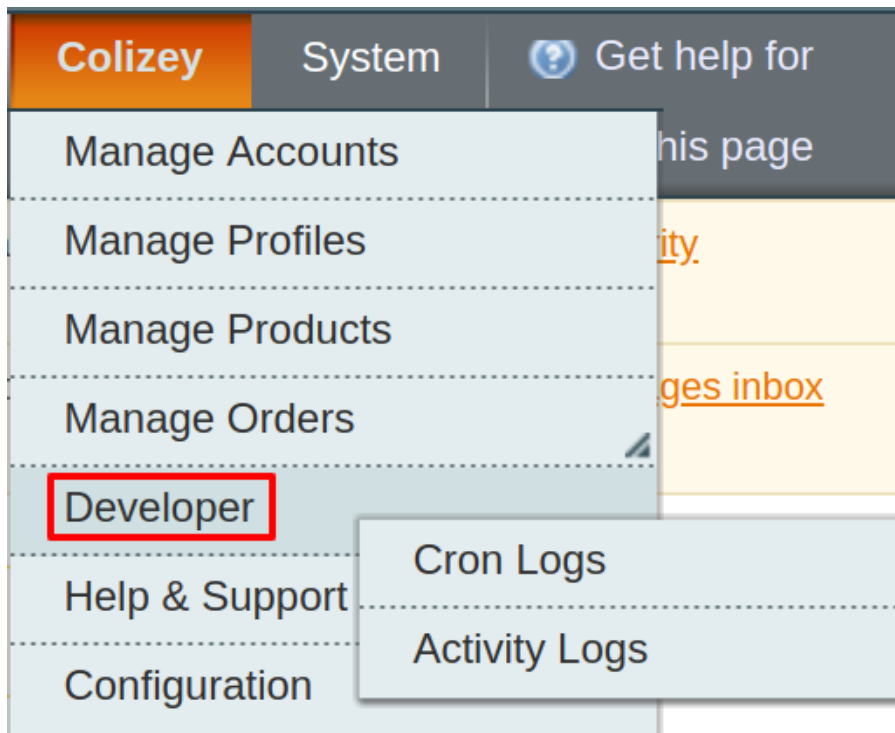 Colizey
System
Get help for
his page
Manage Accounts
Manage Profiles
ity
Manage Products
ges inbox
Manage Orders
Developer
Cron Logs
Help & Support
Activity Logs
Configuration